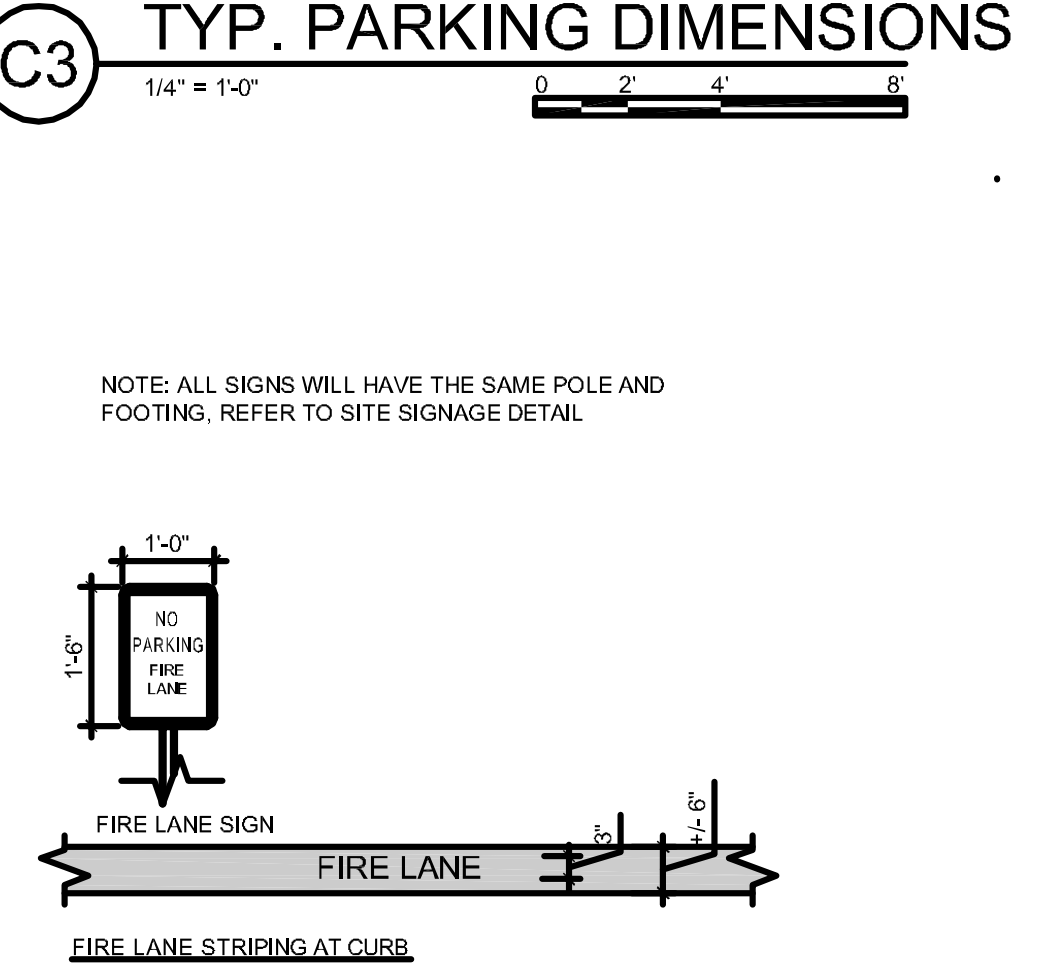 C3
TYP. PARKING DIMENSIONS
1/4" = 1'-0"
0 2' 4' 8'
NOTE: ALL SIGNS WILL HAVE THE SAME POLE AND
FOOTING, REFER TO SITE SIGNAGE DETAIL
1'-0"
1'-6"
NO
PARKING
FIRE
LANE
FIRE LANE SIGN
3"
+/- 6"
FIRE LANE
FIRE LANE STRIPING AT CURB